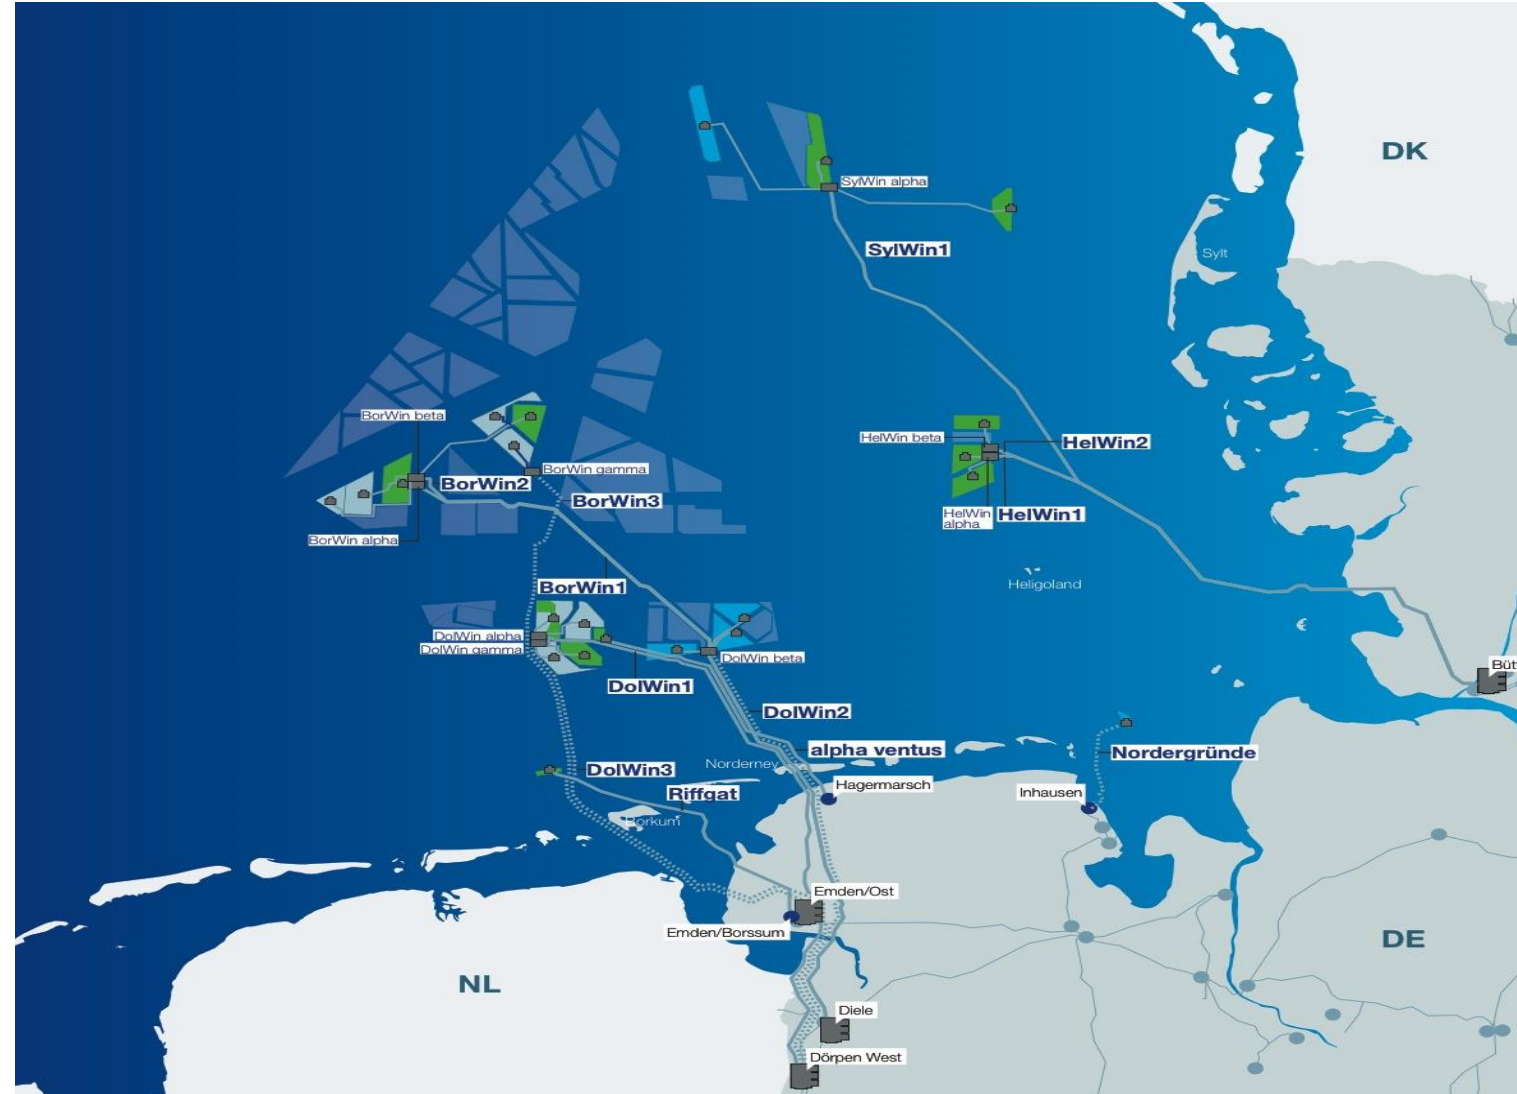 DK
SylWin alpha
SylWin1
Sylt
BorWin beta
HelWin beta
HelWin2
BorWin gamma
BorWin2
BorWin3
HelWin
alpha
HelWin1
BorWin alpha
Heligoland
BorWin1
DolWin alpha
DolWin gamma
DolWin beta
Büt
DolWin1
DolWin2
alpha ventus
Nordergründe
Norderney
DolWin3
Hagermarsch
Riffgat
Inhausen
Borkum
Emden/Ost
Emden/Borssum
DE
NL
Diele
Dörpen West